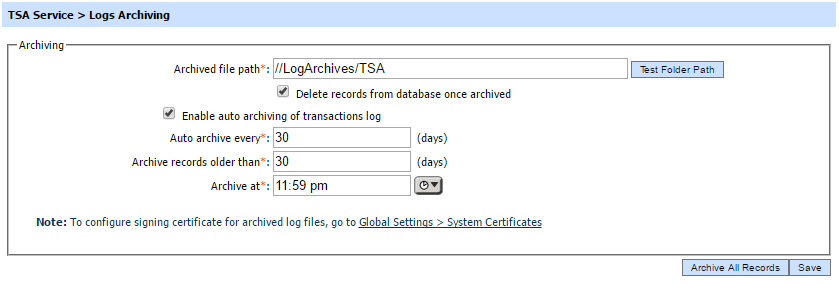 TSA Service > Logs Archiving
Archiving
Archived file path*: //LogArchives/TSA Test Folder Path
Delete records from database once archived
Enable auto archiving of transactions log
Auto archive every*: 30 (days)
Archive records older than*: 30 (days)
Archive at*: 11:59 pm
Note: To configure signing certificate for archived log files, go to Global Settings > System Certificates
Archive All Records Save